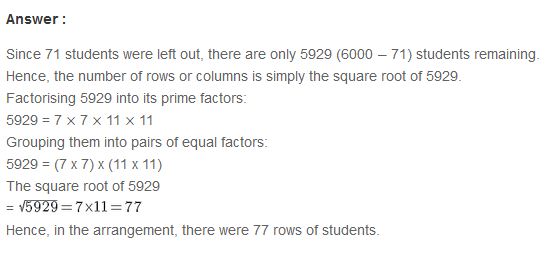 Answer :
Since 71 students were left out, there are only 5929 (6000 – 71) students remaining.
Hence, the number of rows or columns is simply the square root of 5929.
Factorising 5929 into its prime factors:
5929 = 7 × 7 × 11 × 11
Grouping them into pairs of equal factors:
5929 = (7 x 7) x (11 x 11)
The square root of 5929
= √5929 = 7×11 = 77
Hence, in the arrangement, there were 77 rows of students.